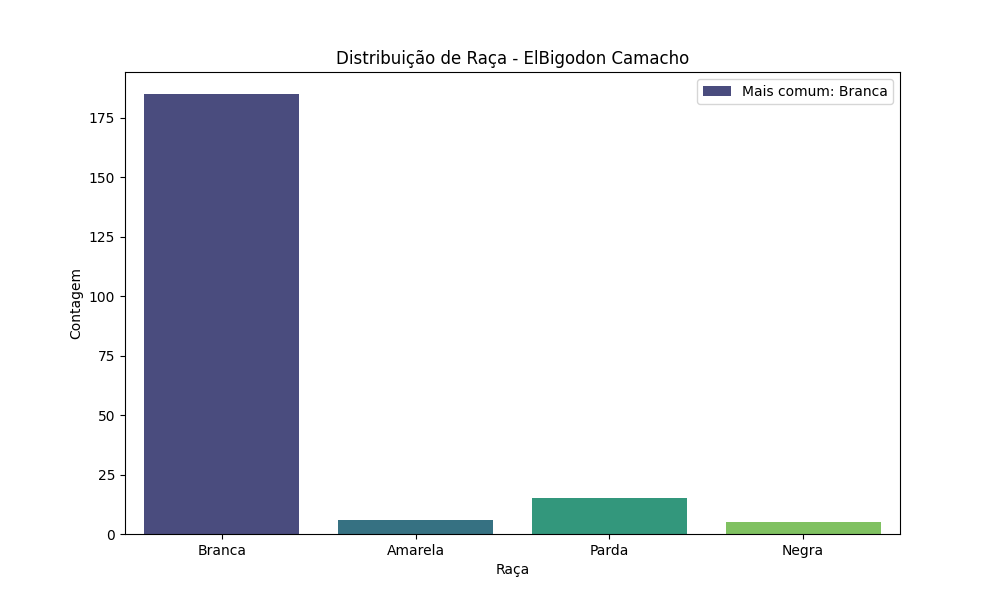 Distribuição de Raça - ElBigodon Camacho
Mais comum: Branca
175
150
125
100
75
50
25
0
Contagem
Branca
Amarela
Parda
Negra
Raça